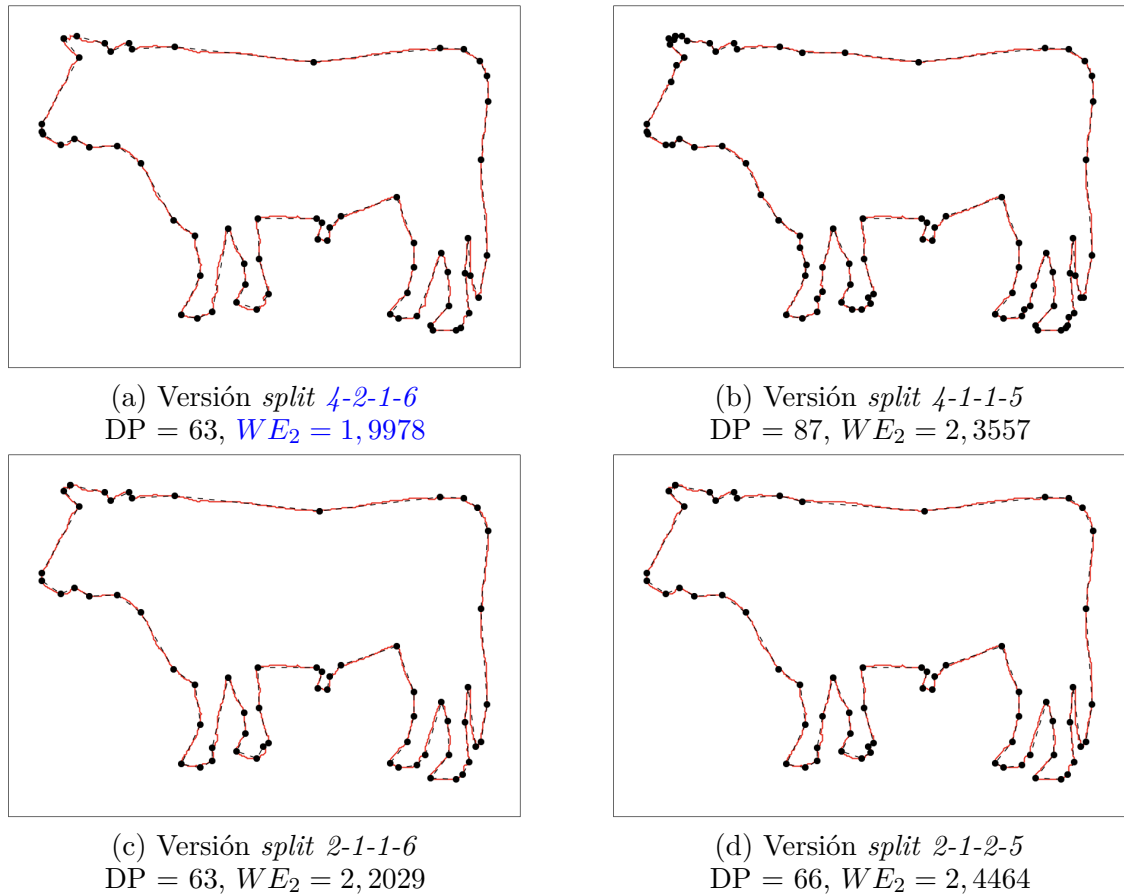 (a) Versión split 4-2-1-6
DP = 63, WE₂ = 1,9978
(b) Versión split 4-1-1-5
DP = 87, WE₂ = 2,3557
(c) Versión split 2-1-1-6
DP = 63, WE₂ = 2,2029
(d) Versión split 2-1-2-5
DP = 66, WE₂ = 2,4464